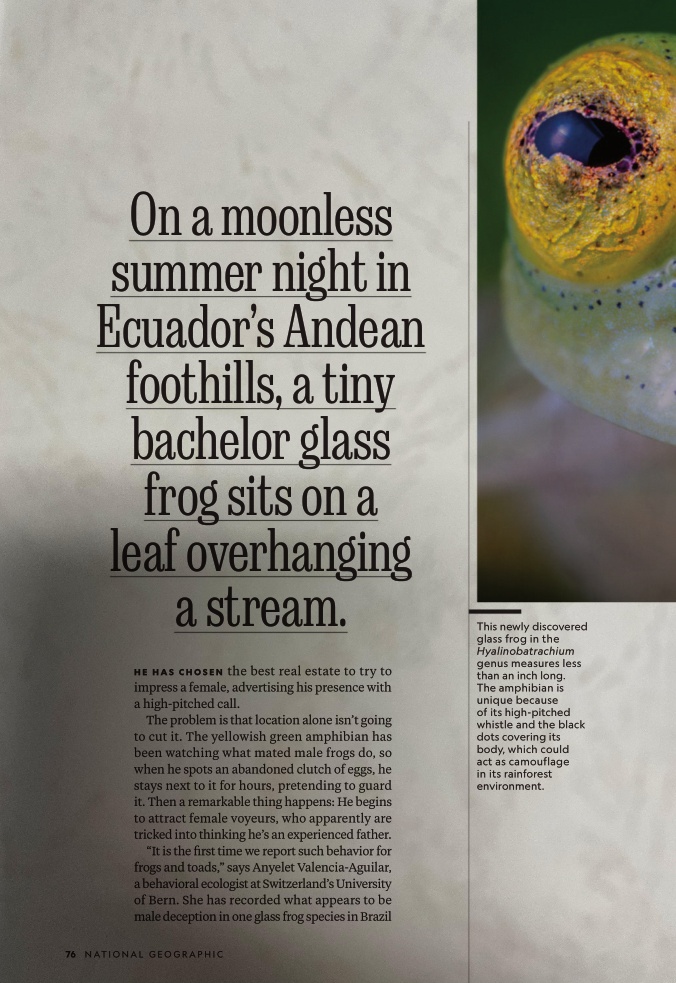 On a moonless
summer night in
Ecuador's Andean
foothills, a tiny
bachelor glass
frog sits on a
leaf overhanging
a stream.
HE HAS CHOSEN the best real estate to try to
impress a female, advertising his presence with
a high-pitched call.
The problem is that location alone isn't going
to cut it. The yellowish green amphibian has
been watching what mated male frogs do, so
when he spots an abandoned clutch of eggs, he
stays next to it for hours, pretending to guard
it. Then a remarkable thing happens: He begins
to attract female voyeurs, who apparently are
tricked into thinking he's an experienced father.
"It is the first time we report such behavior for
frogs and toads," says Anyelet Valencia-Aguilar,
a behavioral ecologist at Switzerland's University
of Bern. She has recorded what appears to be
male deception in one glass frog species in Brazil
This newly discovered
glass frog in the
Hyalinobatrachium
genus measures less
than an inch long.
The amphibian is
unique because
of its high-pitched
whistle and the black
dots covering its
body, which could
act as camouflage
in its rainforest
environment.
76 NATIONAL GEOGRAPHIC